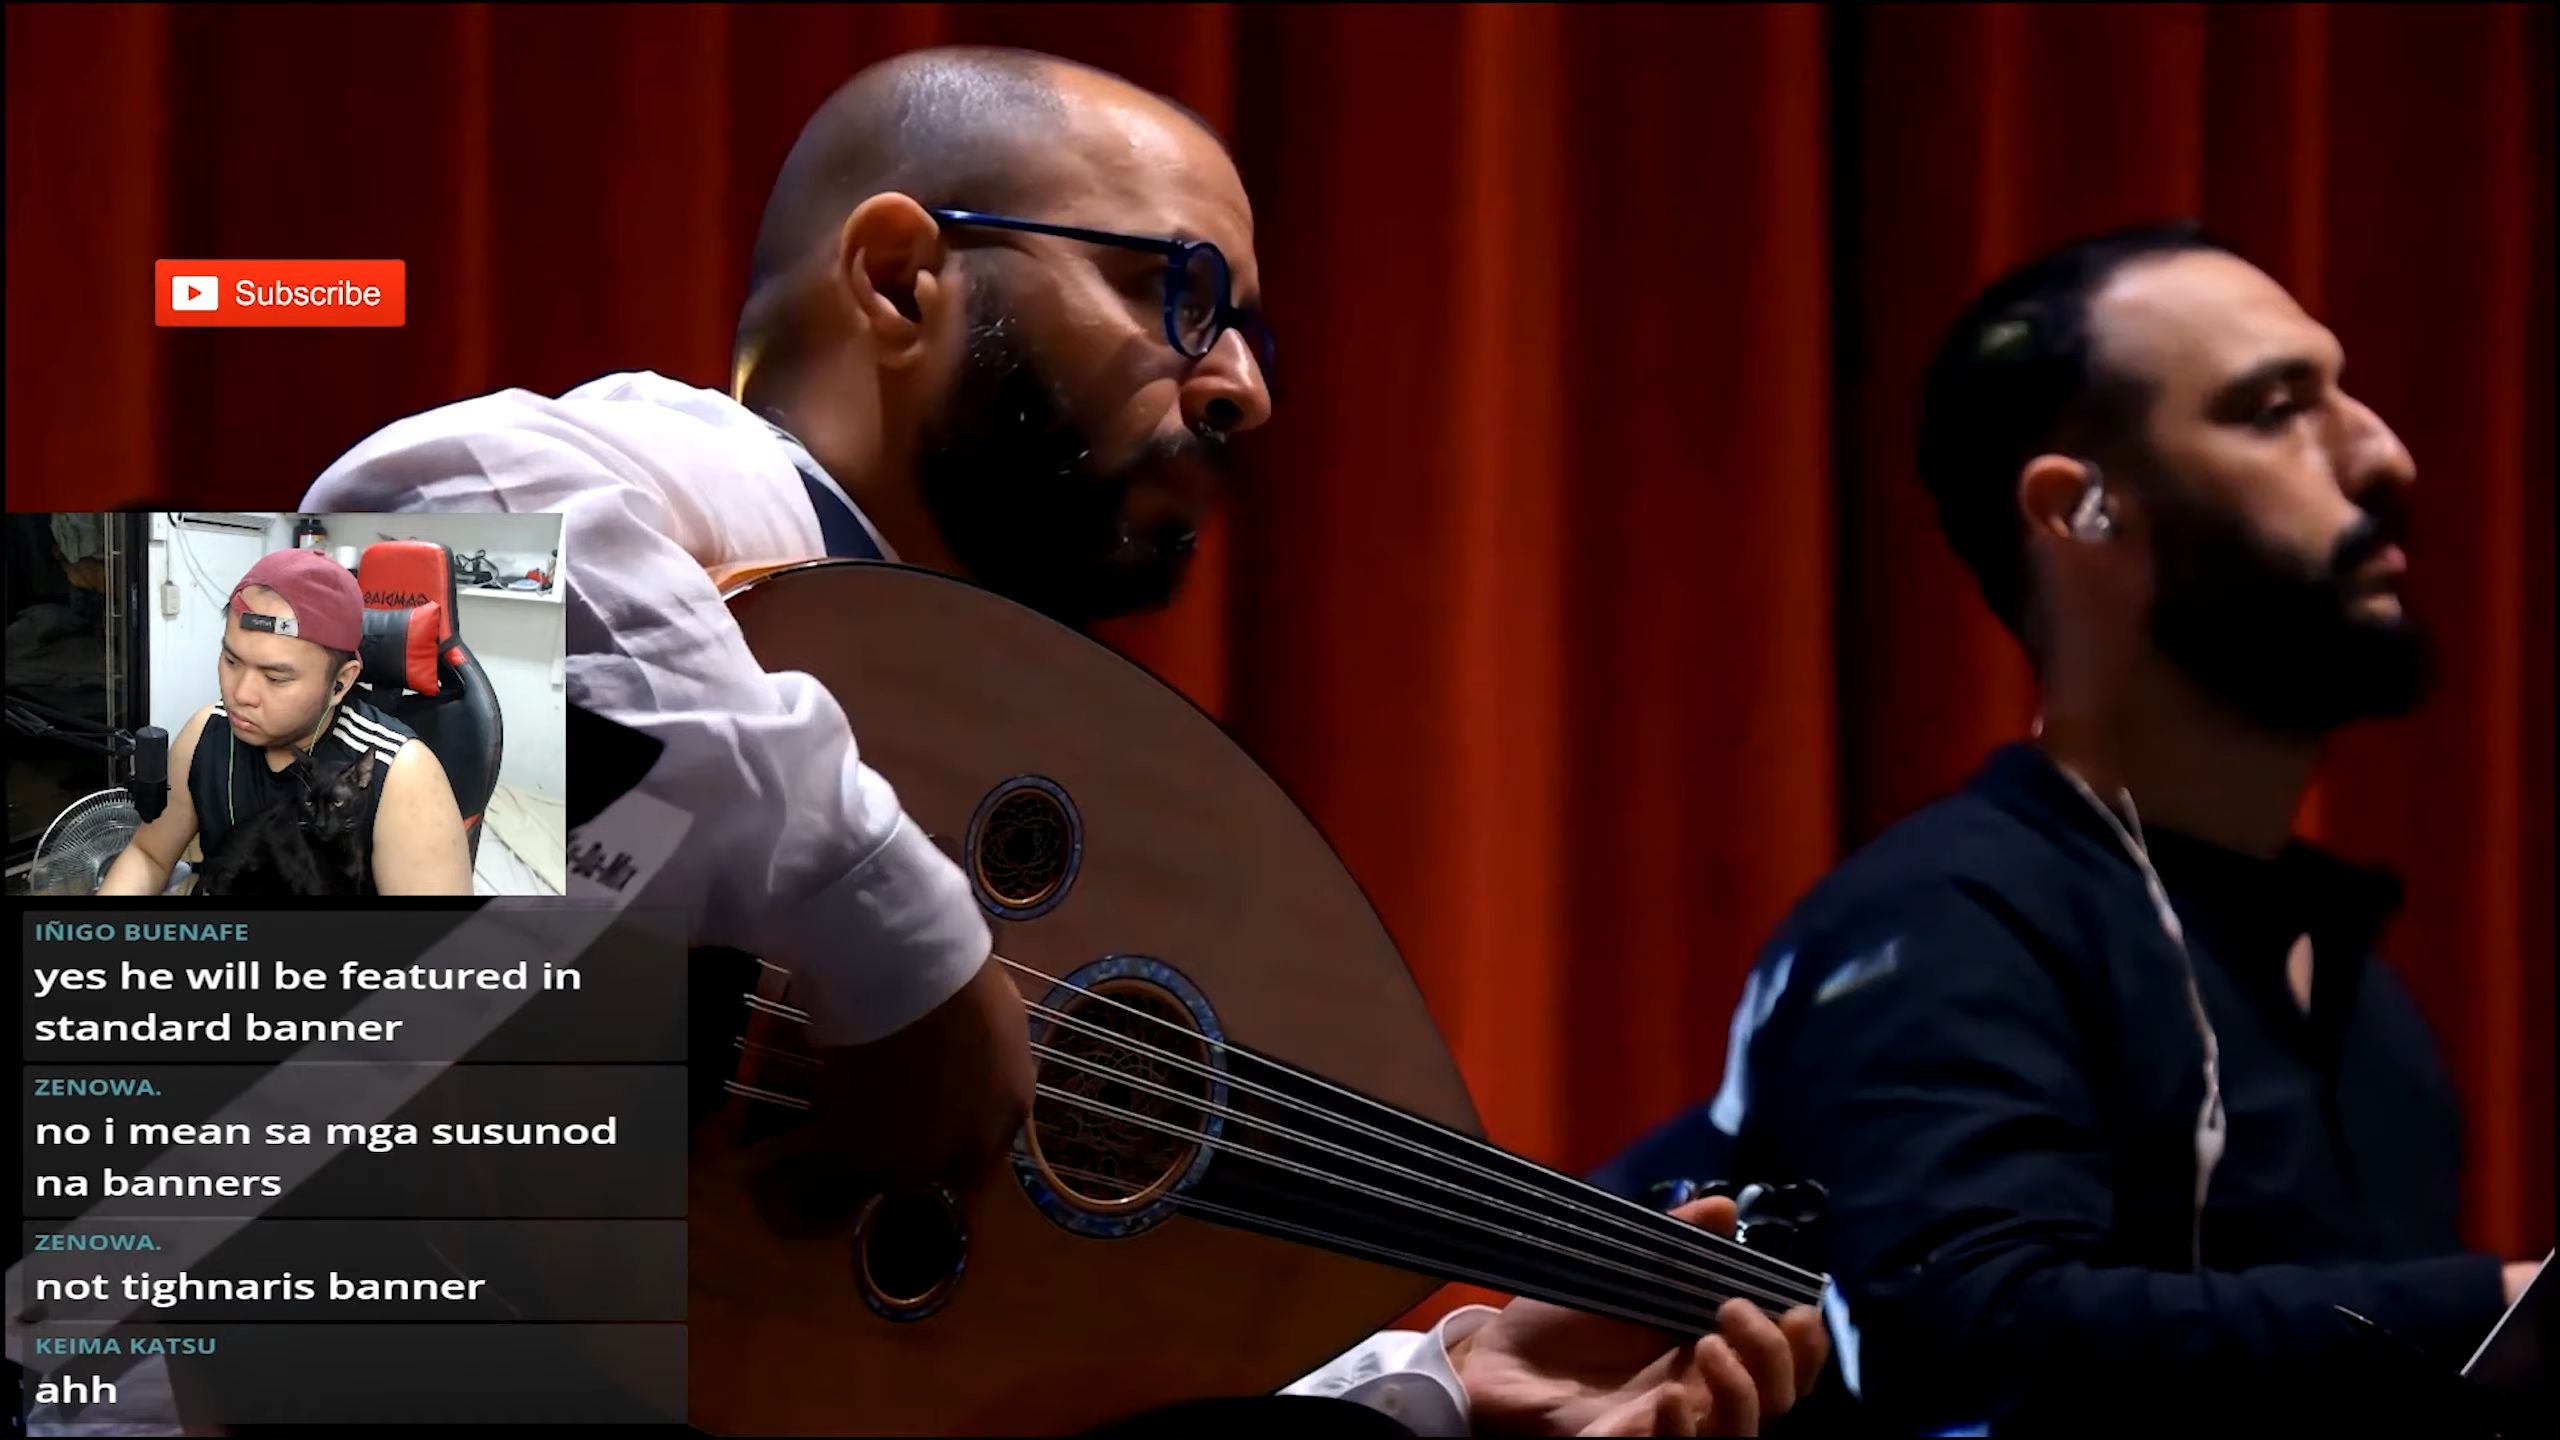 Subscribe
IÑIGO BUENAFE
yes he will be featured in
standard banner
ZENOWA.
no i mean sa mga susunod
na banners
ZENOWA.
not tighnaris banner
KEIMA KATSU
ahh